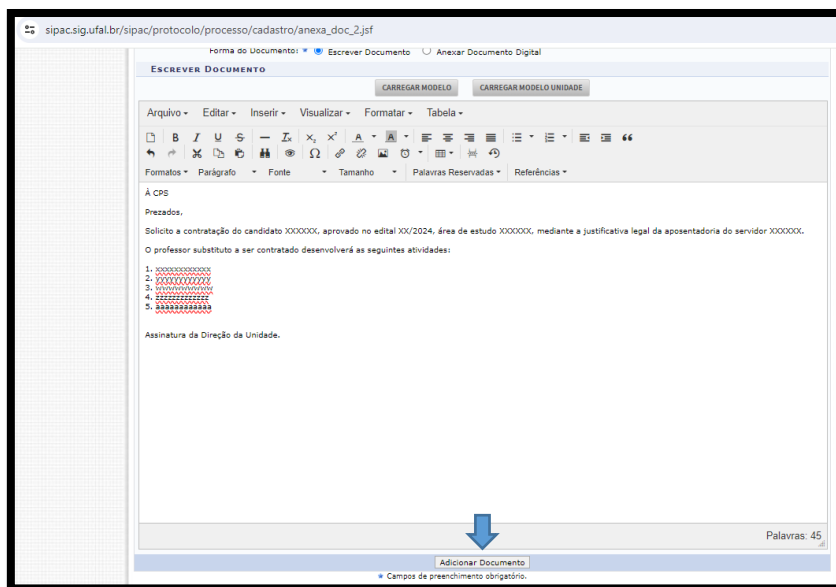 sipac.sig.ufal.br/sipac/protocolo/processo/cadastro/anexa_doc_2.jsf
Forma do Documento: * Escrever Documento Anexar Documento Digital
ESCREVER DOCUMENTO
CARREGAR MODELO CARREGAR MODELO UNIDADE
Arquivo Editar Inserir Visualizar Formatar Tabela
Formatos Parágrafo Fonte Tamanho Palavras Reservadas Referências
À CPS
Prezados,
Solicito a contratação do candidato XXXXXX, aprovado no edital XX/2024, área de estudo XXXXXX, mediante a justificativa legal da aposentadoria do servidor XXXXXX.
O professor substituto a ser contratado desenvolverá as seguintes atividades:
1. xxxxxxxxxxxx
2. yyyyyyyyyyyy
3. wwwwwwwwww
4. zzzzzzzzzzzzz
5. aaaaaaaaaaaa
Assinatura da Direção da Unidade.
Palavras: 45
Adicionar Documento
* Campos de preenchimento obrigatório.